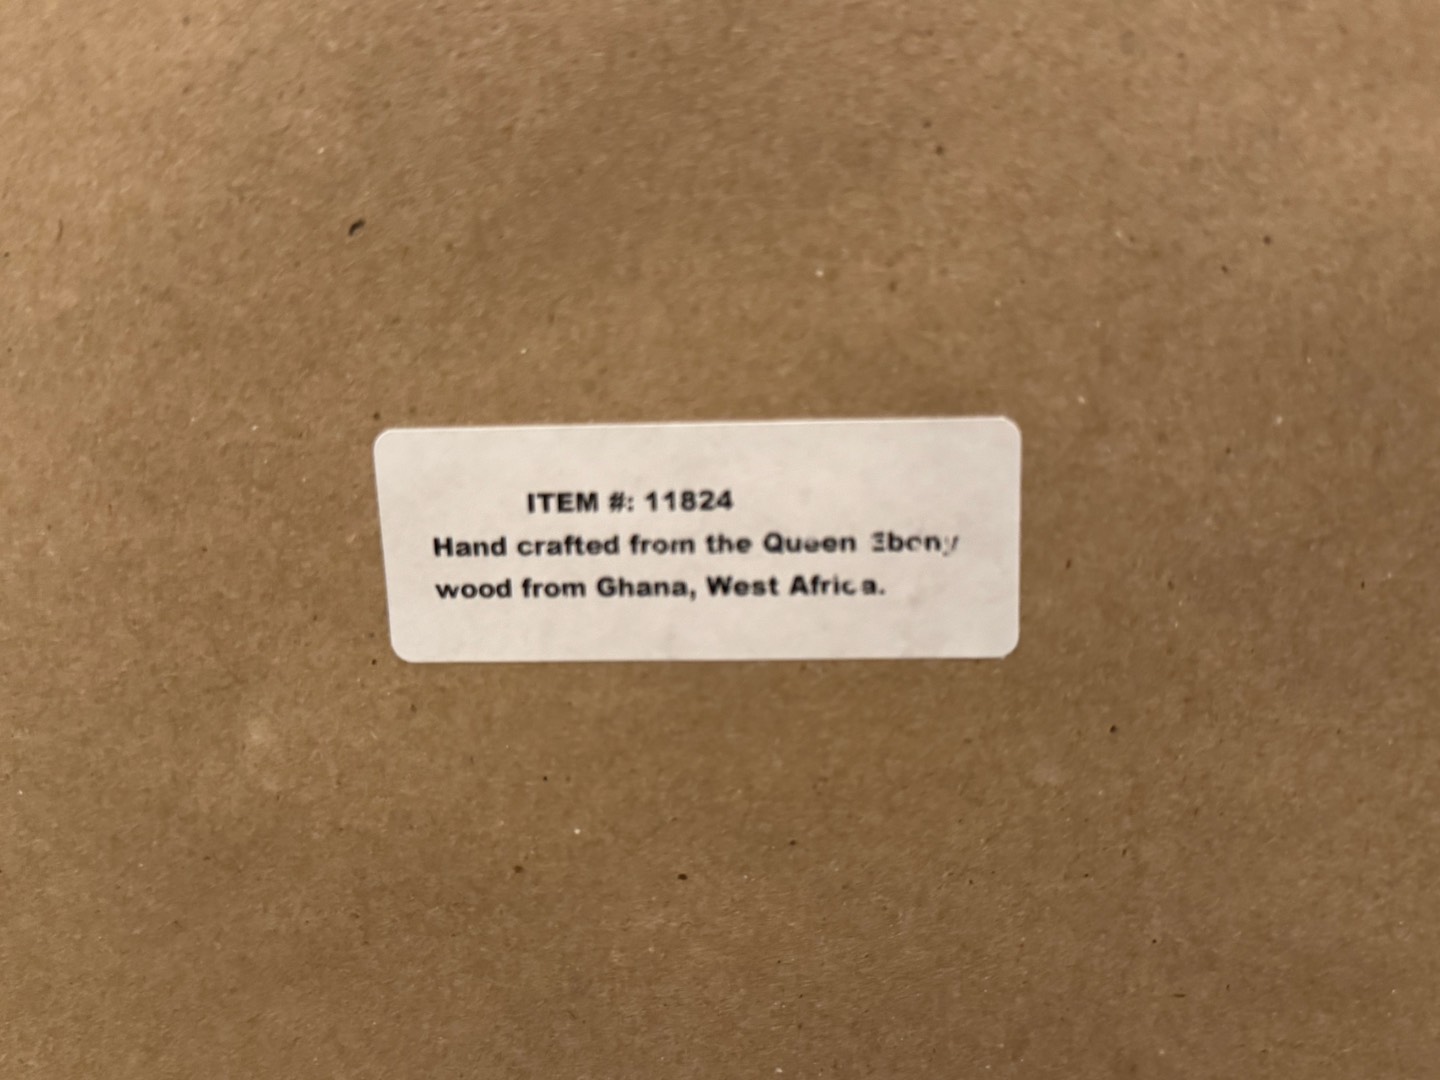 ITEM #: 11824
Hand crafted from the Queen Ebony
wood from Ghana, West Africa.